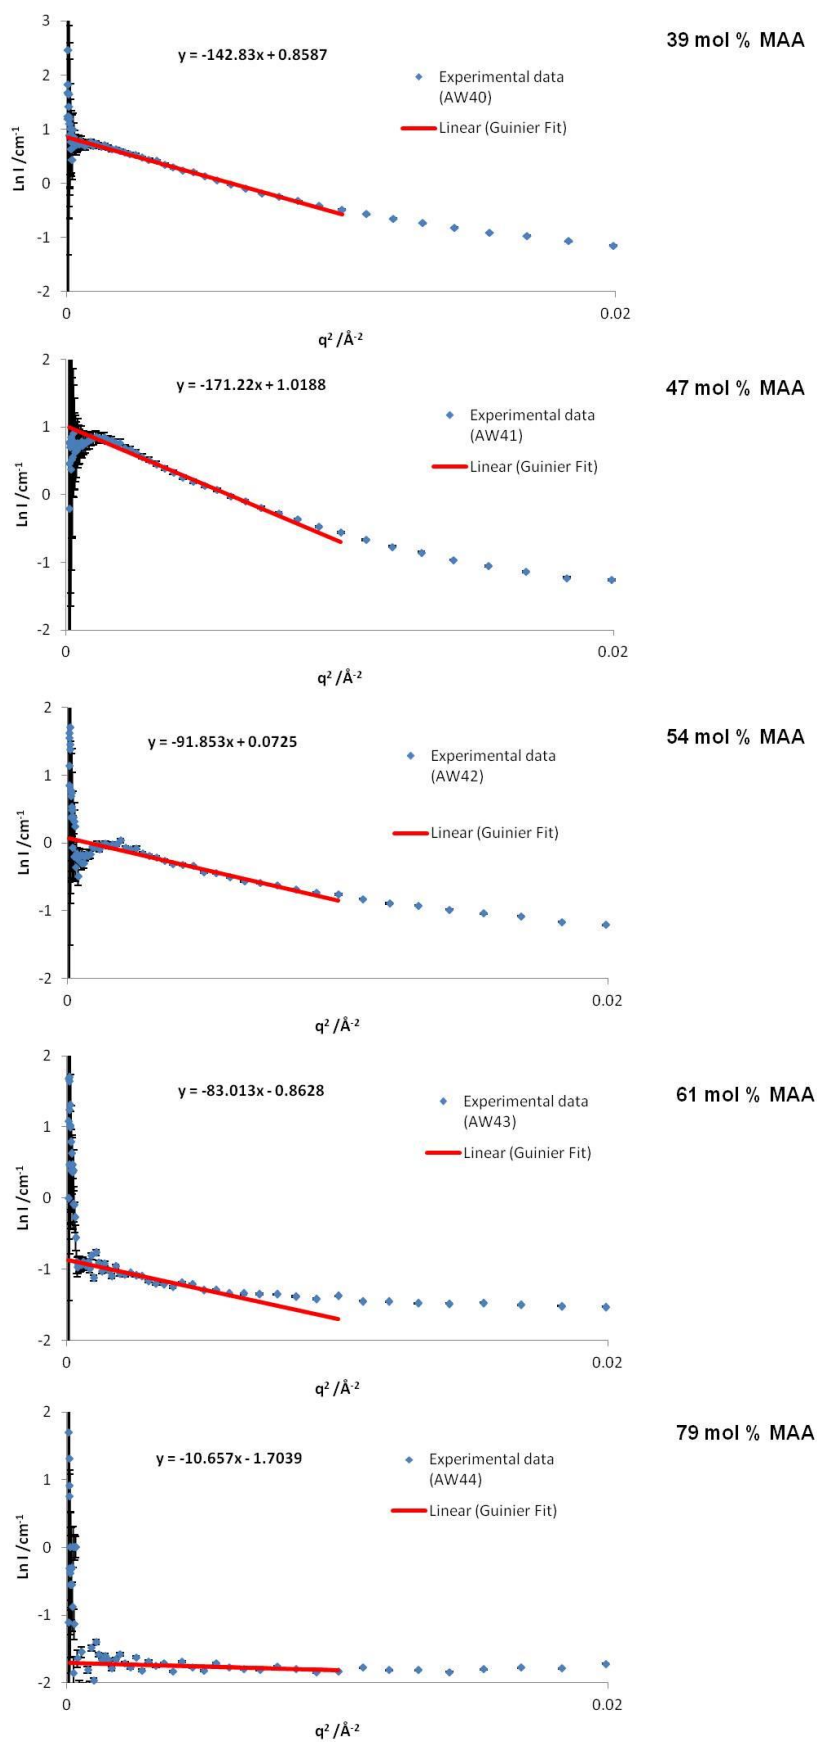 39 mol % MAA
y = -142.83x + 0.8587
Experimental data
(AW40)
Linear (Guinier Fit)
Ln I /cm-1
3
2
1
0
-1
-2
0
0.02
q² /Å-2
47 mol % MAA
y = -171.22x + 1.0188
Experimental data
(AW41)
Linear (Guinier Fit)
Ln I /cm-1
2
1
0
-1
-2
0
0.02
q² /Å-2
54 mol % MAA
y = -91.853x + 0.0725
Experimental data
(AW42)
Linear (Guinier Fit)
Ln I /cm-1
2
1
0
-1
-2
0
0.02
q² /Å-2
61 mol % MAA
y = -83.013x - 0.8628
Experimental data
(AW43)
Linear (Guinier Fit)
Ln I /cm-1
2
1
0
-1
-2
0
0.02
q² /Å-2
79 mol % MAA
y = -10.657x - 1.7039
Experimental data
(AW44)
Linear (Guinier Fit)
Ln I /cm-1
2
1
0
-1
-2
0
0.02
q² /Å-2